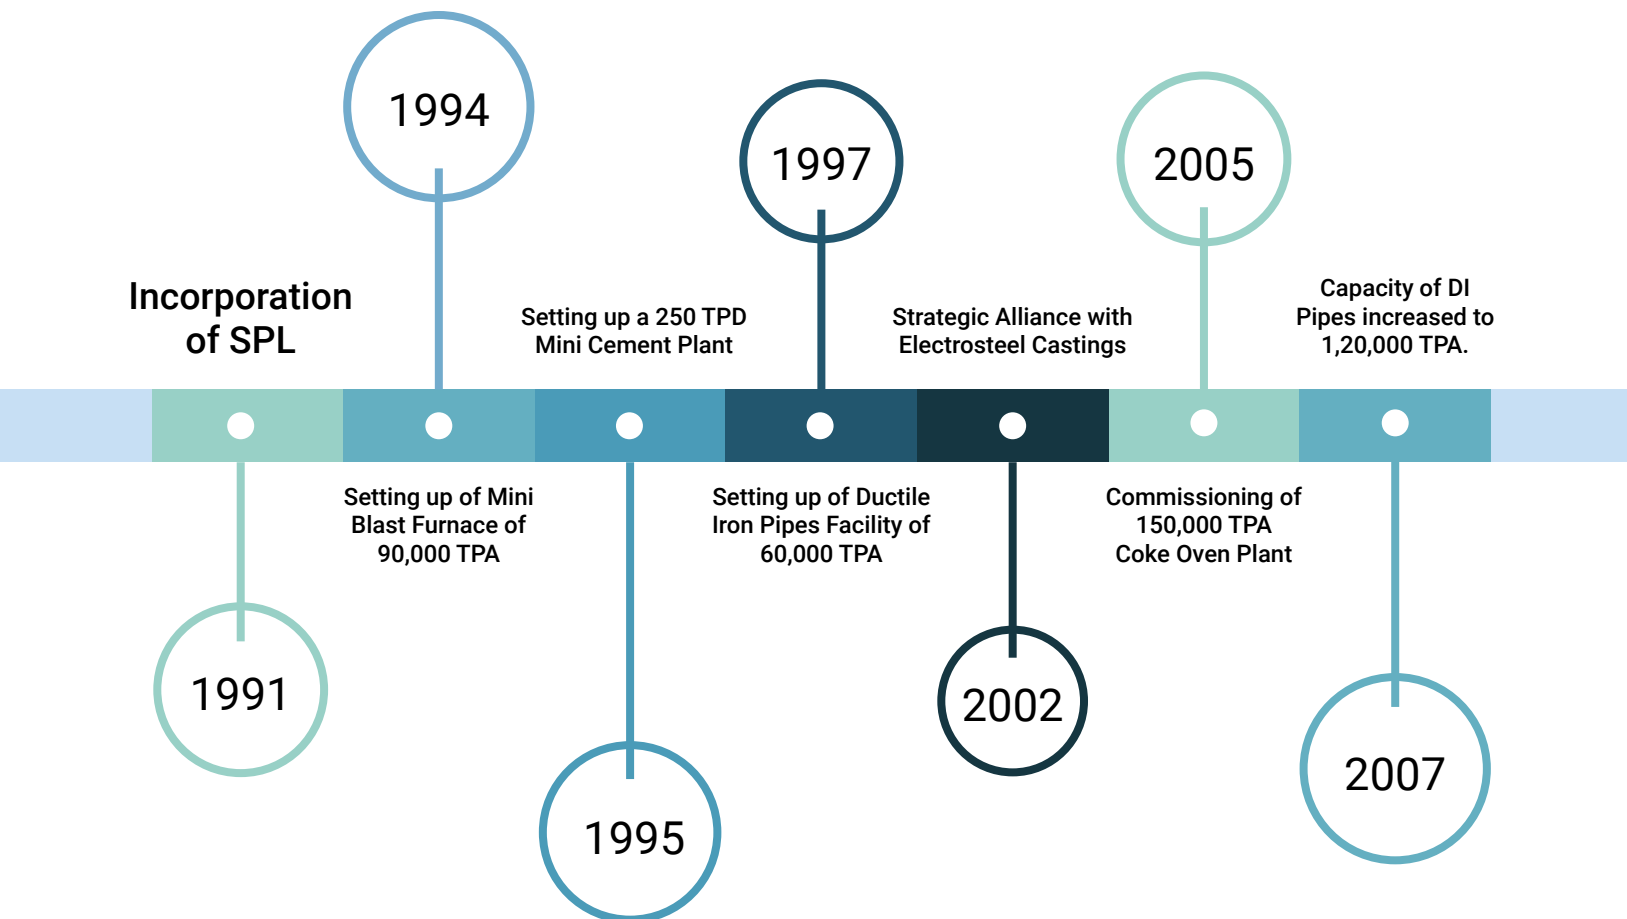 1991
Incorporation
of SPL
1994
Setting up of Mini
Blast Furnace of
90,000 TPA
1995
Setting up a 250 TPD
Mini Cement Plant
1997
Setting up of Ductile
Iron Pipes Facility of
60,000 TPA
2002
Strategic Alliance with
Electrosteel Castings
2005
Commissioning of
150,000 TPA
Coke Oven Plant
2007
Capacity of DI
Pipes increased to
1,20,000 TPA.